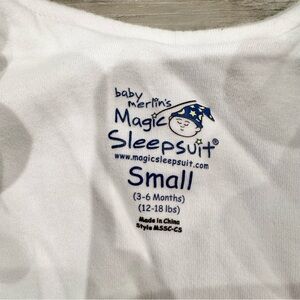 baby
merlin's
Magic
Sleepsuit®
www.magicsleepsuit.com
Small
(3-6 Months)
(12-18 lbs)
Made in China
Style MSSC-CS